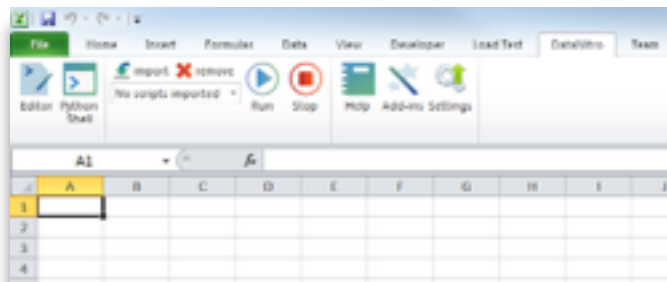 File Home Insert Formulas Data View Developer Load Test DataNitro Team
import remove
No scripts imported
Editor Python Shell Run Stop Help Add-ins Settings
A1 fx
A B C D E F G H I J
1
2
3
4